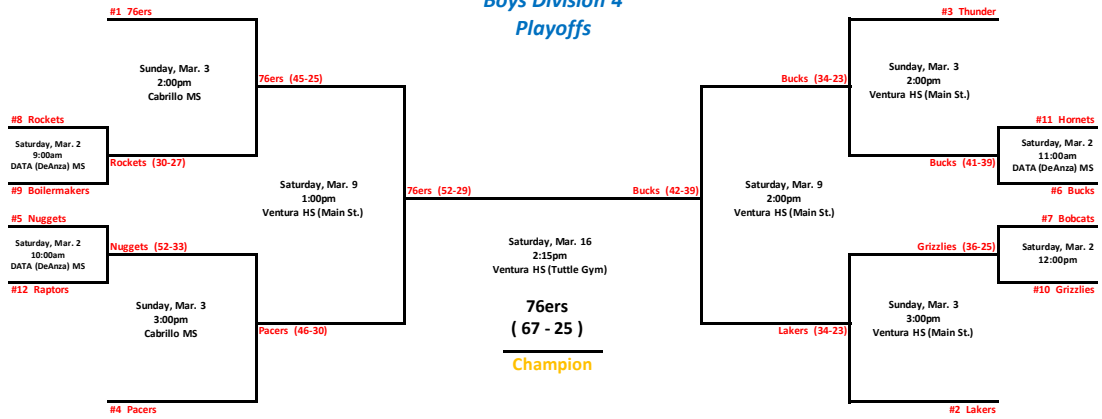 Boys Division 4
Playoffs
#1 76ers
Sunday, Mar. 3
2:00pm
Cabrillo MS
76ers (45-25)
#8 Rockets
Saturday, Mar. 2
9:00am
DATA (DeAnza) MS
Rockets (30-27)
#9 Boilermakers
Saturday, Mar. 9
1:00pm
Ventura HS (Main St.)
76ers (52-29)
#5 Nuggets
Saturday, Mar. 2
10:00am
DATA (DeAnza) MS
Nuggets (52-33)
#12 Raptors
Sunday, Mar. 3
3:00pm
Cabrillo MS
Pacers (46-30)
#4 Pacers
Saturday, Mar. 16
2:15pm
Ventura HS (Tuttle Gym)
76ers
( 67 - 25 )
Champion
#3 Thunder
Sunday, Mar. 3
2:00pm
Ventura HS (Main St.)
Bucks (34-23)
#11 Hornets
Saturday, Mar. 2
11:00am
DATA (DeAnza) MS
Bucks (41-39)
#6 Bucks
Saturday, Mar. 9
2:00pm
Ventura HS (Main St.)
Bucks (42-39)
#7 Bobcats
Saturday, Mar. 2
12:00pm
Grizzlies (36-25)
#10 Grizzlies
Sunday, Mar. 3
3:00pm
Ventura HS (Main St.)
Lakers (34-23)
#2 Lakers